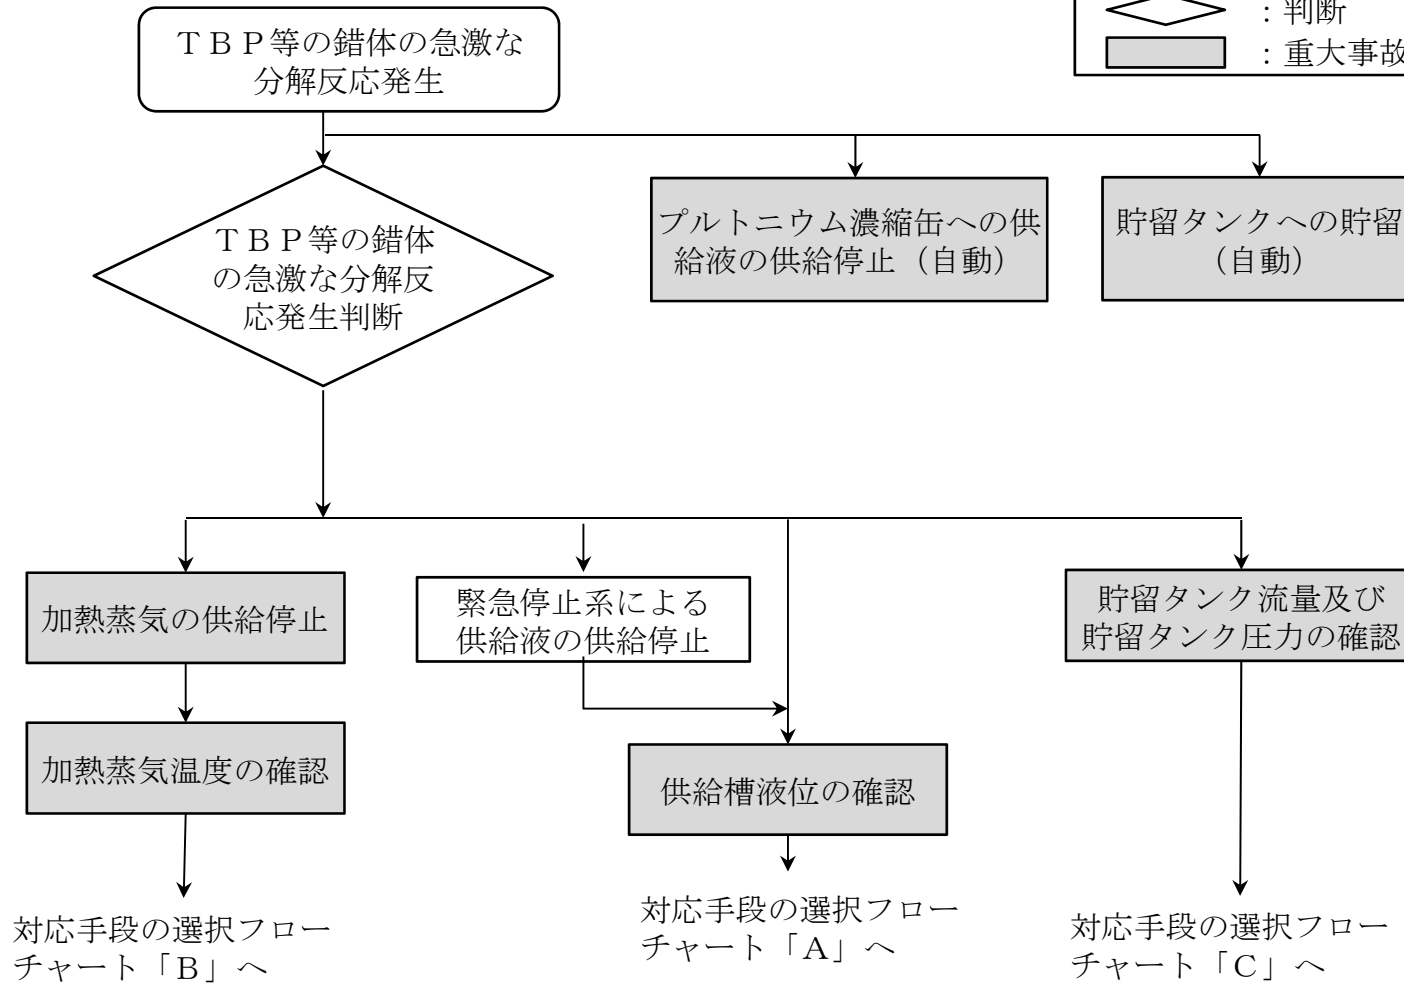 ：判断
：重大事故
ＴＢＰ等の錯体の急激な
分解反応発生
ＴＢＰ等の錯体
の急激な分解反
応発生判断
プルトニウム濃縮缶への供
給液の供給停止（自動）
貯留タンクへの貯留
（自動）
加熱蒸気の供給停止
緊急停止系による
供給液の供給停止
貯留タンク流量及び
貯留タンク圧力の確認
加熱蒸気温度の確認
供給槽液位の確認
対応手段の選択フロー
チャート「Ｂ」へ
対応手段の選択フロー
チャート「Ａ」へ
対応手段の選択フロー
チャート「Ｃ」へ